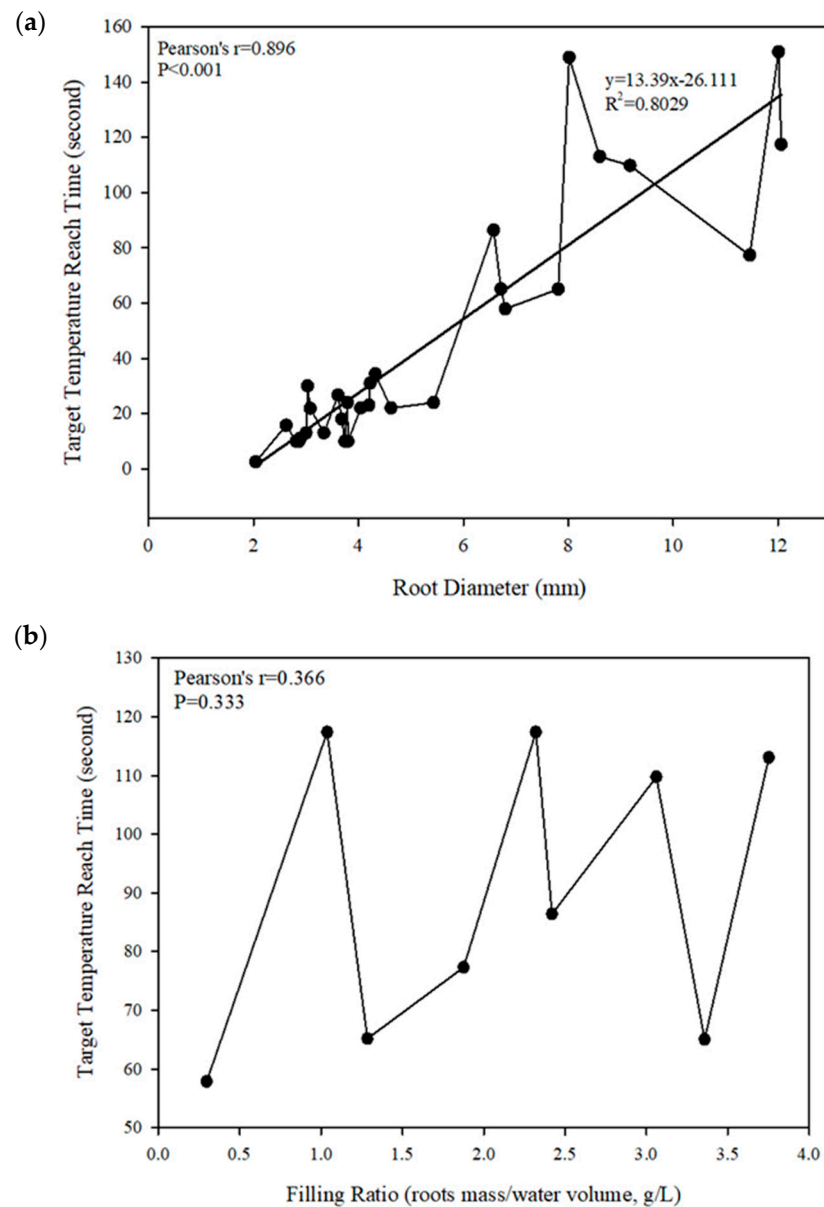 (a)
Pearson's r=0.896
P<0.001
y=13.39x-26.111
R²=0.8029
160
140
120
100
80
60
40
20
0
Target Temperature Reach Time (second)
0 2 4 6 8 10 12
Root Diameter (mm)
(b)
Pearson's r=0.366
P=0.333
130
120
110
100
90
80
70
60
50
Target Temperature Reach Time (second)
0.0 0.5 1.0 1.5 2.0 2.5 3.0 3.5 4.0
Filling Ratio (roots mass/water volume, g/L)